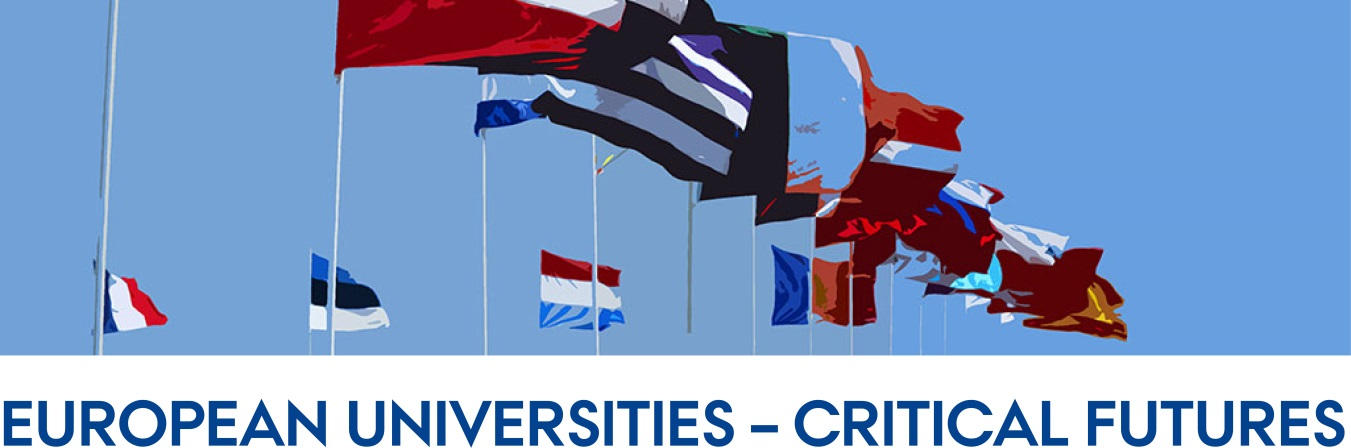 EUROPEAN UNIVERSITIES – CRITICAL FUTURES